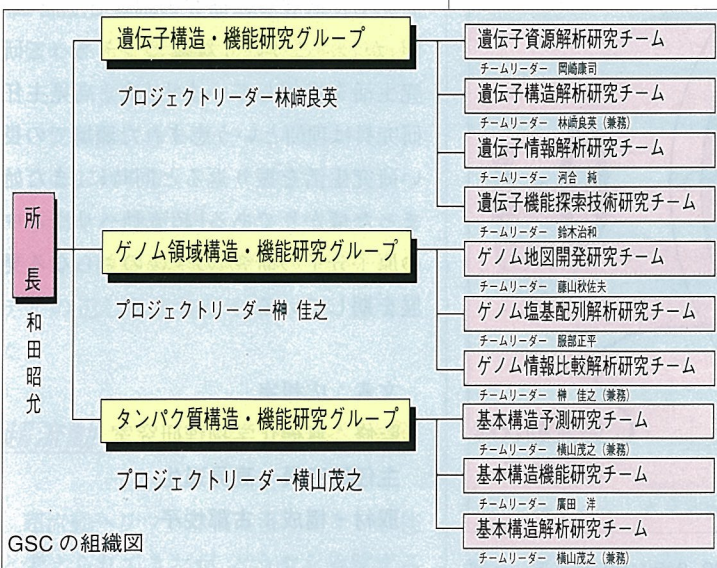 所長
和田昭允
遺伝子構造・機能研究グループ
プロジェクトリーダー林﨑良英
遺伝子資源解析研究チーム
チームリーダー 岡崎康司
遺伝子構造解析研究チーム
チームリーダー 林﨑良英(兼務)
遺伝子情報解析研究チーム
チームリーダー 河合 純
遺伝子機能探索技術研究チーム
チームリーダー 鈴木治和
ゲノム領域構造・機能研究グループ
プロジェクトリーダー榊 佳之
ゲノム地図開発研究チーム
チームリーダー 藤山秋佐夫
ゲノム塩基配列解析研究チーム
チームリーダー 服部正平
ゲノム情報比較解析研究チーム
チームリーダー 榊 佳之(兼務)
タンパク質構造・機能研究グループ
プロジェクトリーダー横山茂之
基本構造予測研究チーム
チームリーダー 横山茂之(兼務)
基本構造機能研究チーム
チームリーダー 廣田 洋
基本構造解析研究チーム
チームリーダー 横山茂之(兼務)
GSCの組織図